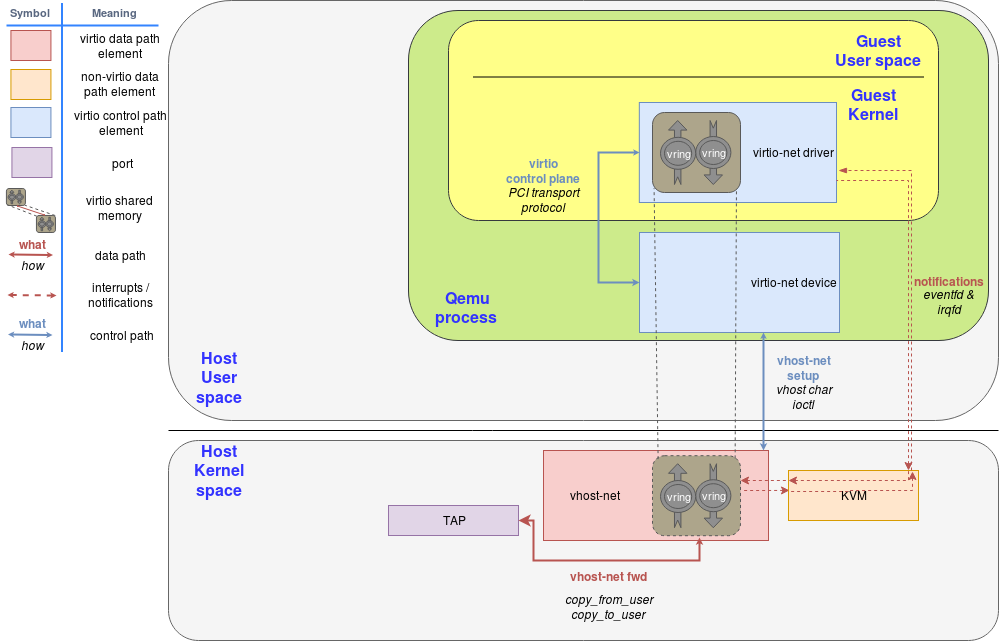 Symbol Meaning
virtio data path
element
non-virtio data
path element
virtio control path
element
port
virtio shared
memory
what
how
data path
interrupts /
notifications
what
how
control path
Guest
User space
Guest
Kernel
vring vring
virtio-net driver
virtio
control plane
PCI transport
protocol
virtio-net device
Qemu
process
notifications
eventfd &
irqfd
Host
User
space
vhost-net
setup
vhost char
ioctl
Host
Kernel
space
vhost-net
vring vring
KVM
TAP
vhost-net fwd
copy_from_user
copy_to_user